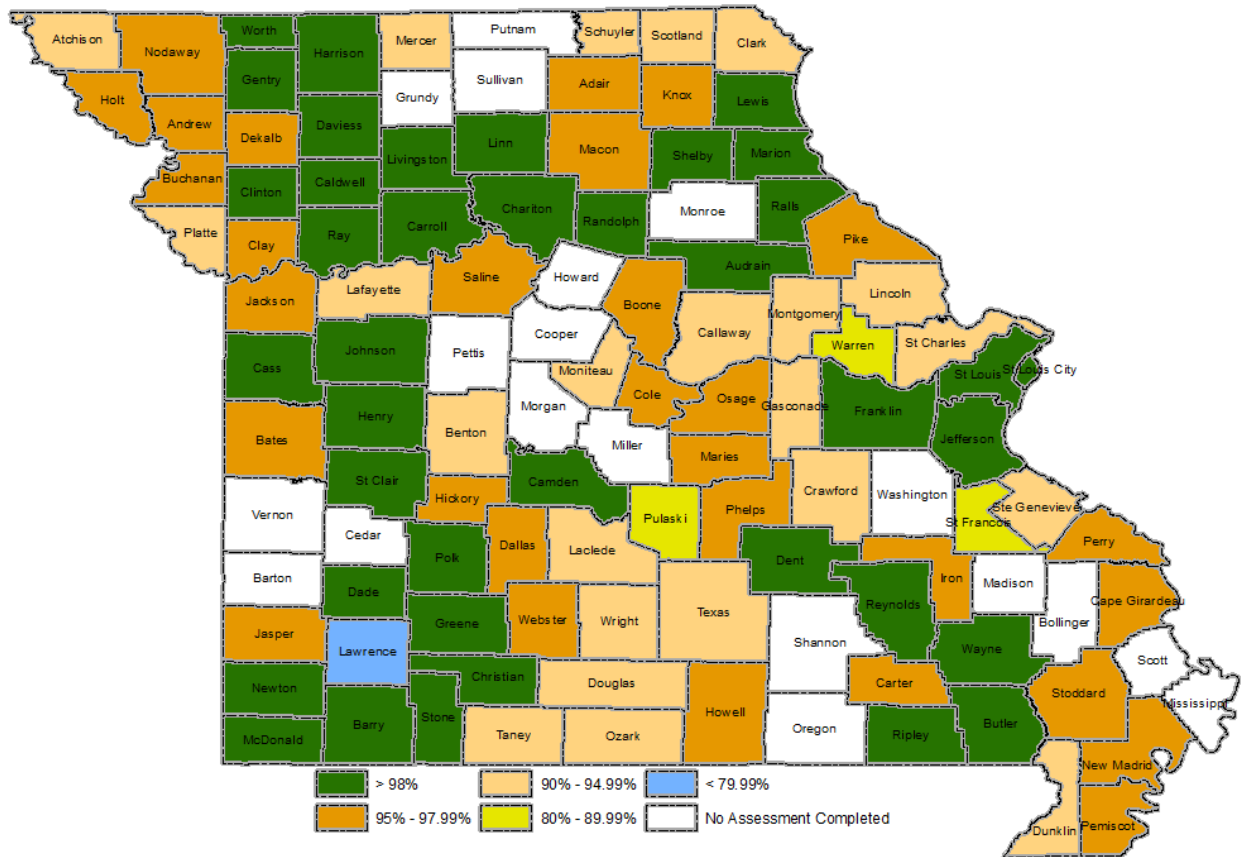 Atchison
Nodaway
Worth
Harrison
Mercer
Putnam
Schuyler
Scotland
Clark
Gentry
Sullivan
Adair
Knox
Lewis
Holt
Andrew
Dekalb
Daviess
Grundy
Linn
Macon
Shelby
Marion
Buchanan
Clinton
Caldwell
Livingston
Chariton
Randolph
Monroe
Ralls
Platte
Clay
Ray
Carroll
Pike
Saline
Howard
Audrain
Jackson
Lafayette
Boone
Callaway
Montgomery
Lincoln
Cooper
Warren
St Charles
Cass
Johnson
Pettis
Moniteau
St Louis
St Louis City
Henry
Morgan
Cole
Osage
Gasconade
Franklin
Bates
Benton
Miller
Maries
Jefferson
St Clair
Hickory
Camden
Crawford
Washington
Vernon
Pulaski
Phelps
St Francois
Ste Genevieve
Cedar
Polk
Dallas
Laclede
Dent
Perry
Barton
Dade
Iron
Madison
Texas
Reynolds
Cape Girardeau
Jasper
Greene
Webster
Wright
Bollinger
Lawrence
Shannon
Wayne
Scott
Newton
Christian
Douglas
Carter
Stoddard
Mississippi
McDonald
Barry
Stone
Taney
Ozark
Howell
Oregon
Ripley
Butler
New Madrid
Dunklin
Pemiscot
> 98%
90% - 94.99%
< 79.99%
95% - 97.99%
80% - 89.99%
No Assessment Completed